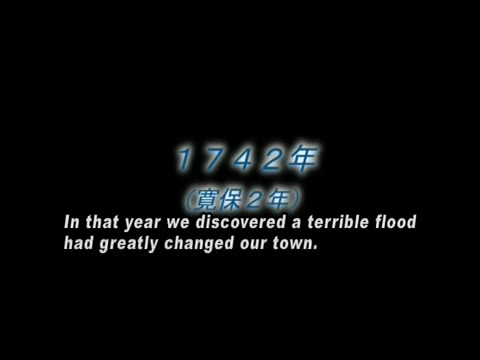 １７４２年
（寛保２年）
In that year we discovered a terrible flood
had greatly changed our town.